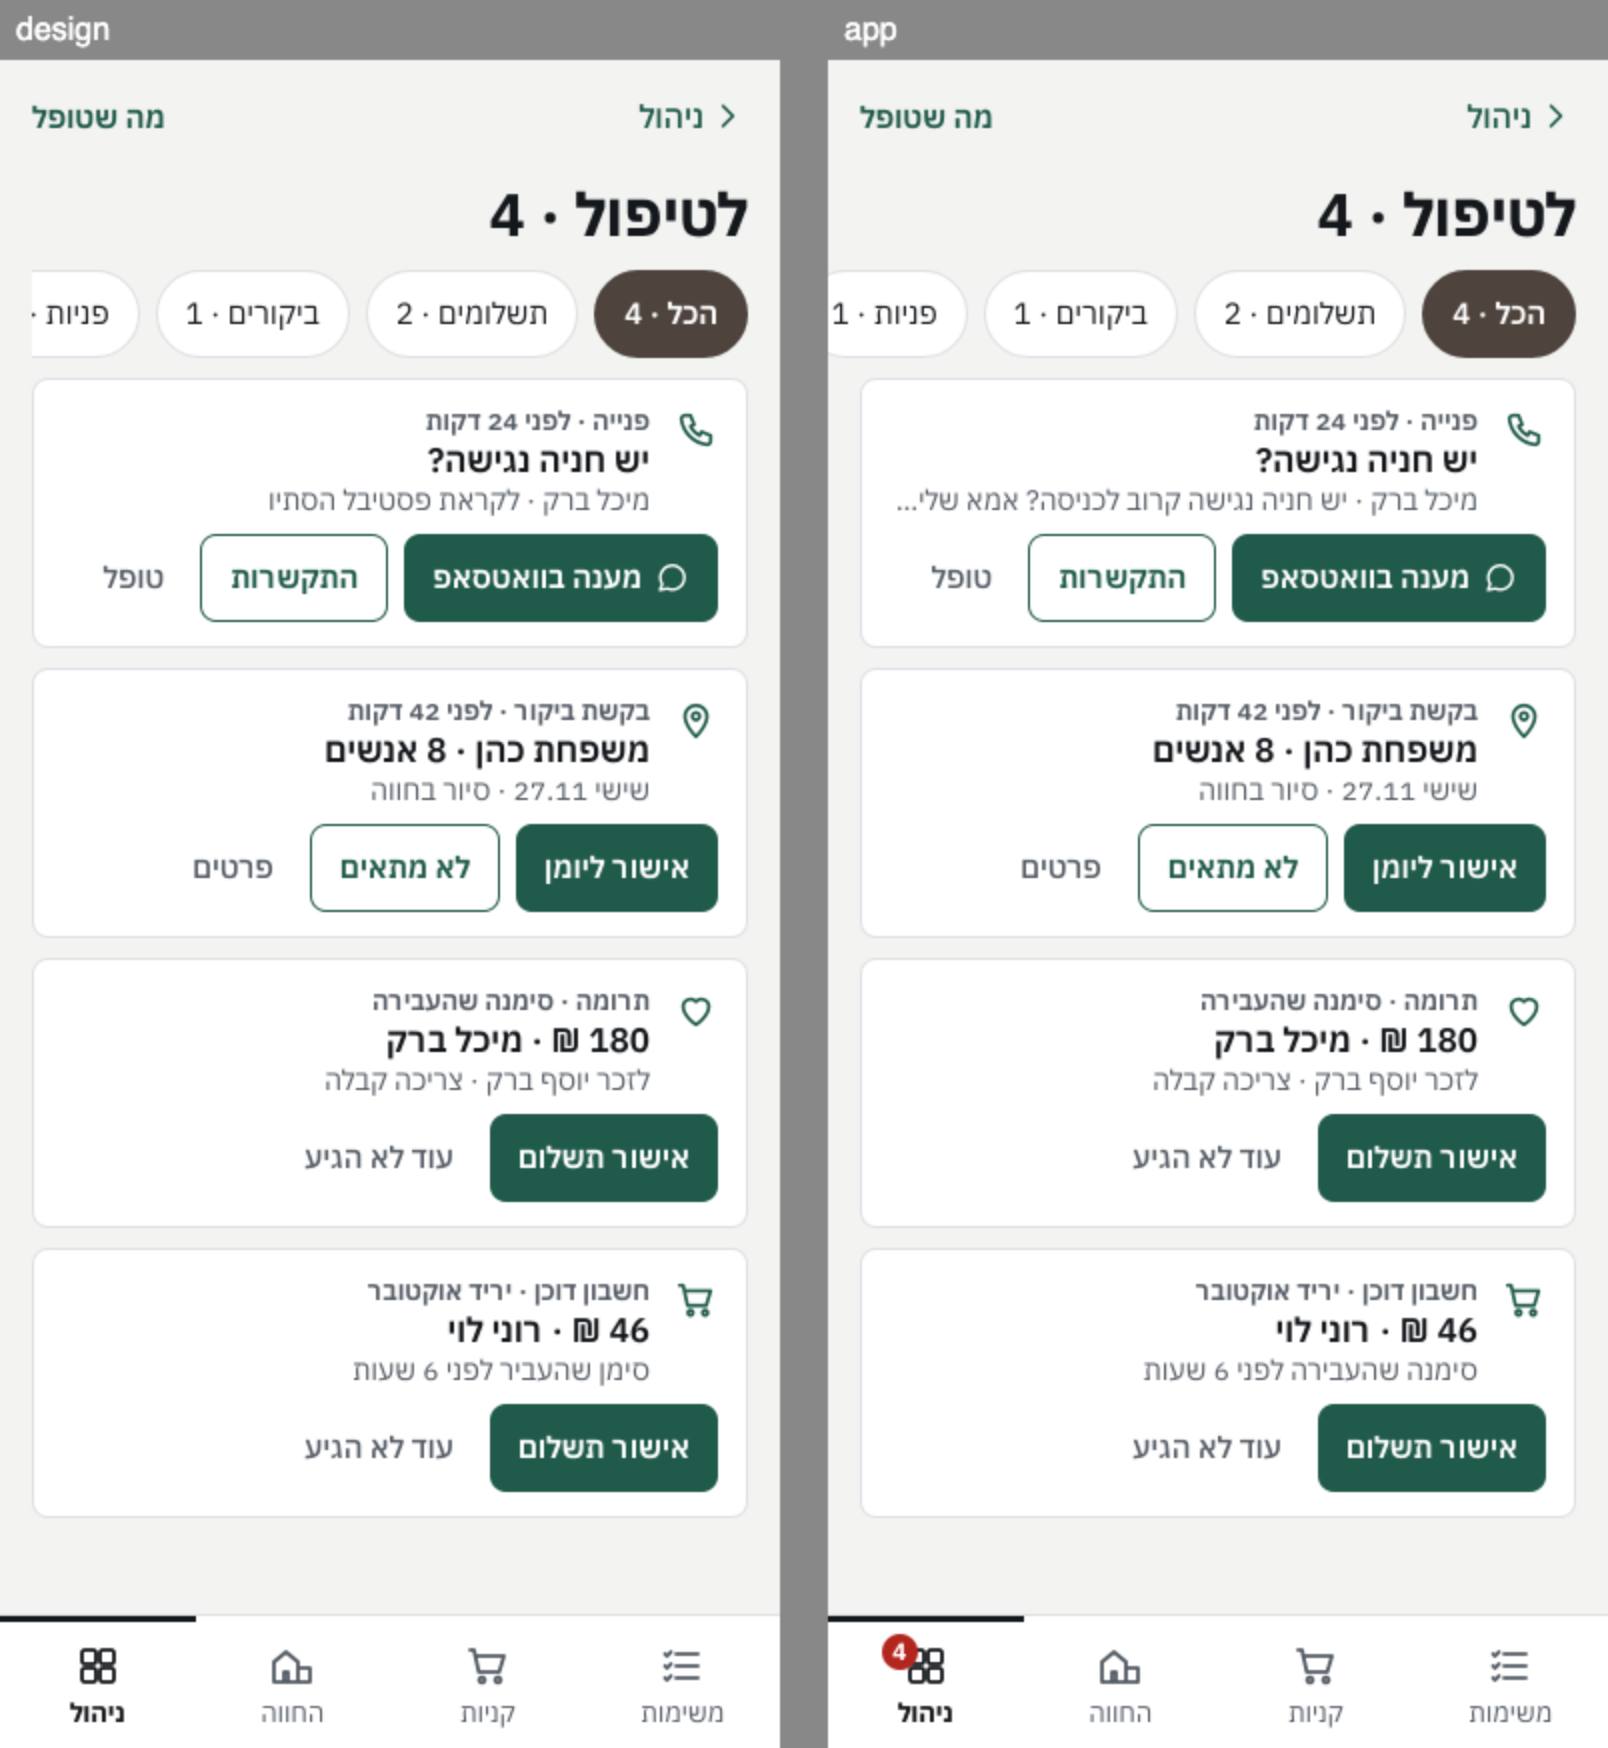 design
ניהול
מה שטופל
לטיפול · 4
הכל · 4
תשלומים · 2
ביקורים · 1
פניות ·
פנייה · לפני 24 דקות
יש חניה נגישה?
מיכל ברק · לקראת פסטיבל הסתיו
מענה בוואטסאפ
התקשרות
טופל
בקשת ביקור · לפני 42 דקות
משפחת כהן · 8 אנשים
שישי 27.11 · סיור בחווה
אישור ליומן
לא מתאים
פרטים
תרומה · סימנה שהעבירה
180 ₪ · מיכל ברק
לזכר יוסף ברק · צריכה קבלה
אישור תשלום
עוד לא הגיע
חשבון דוכן · יריד אוקטובר
46 ₪ · רוני לוי
סימן שהעביר לפני 6 שעות
אישור תשלום
עוד לא הגיע
משימות
קניות
החווה
ניהול
app
ניהול
מה שטופל
לטיפול · 4
הכל · 4
תשלומים · 2
ביקורים · 1
פניות · 1
פנייה · לפני 24 דקות
יש חניה נגישה?
מיכל ברק · יש חניה נגישה קרוב לכניסה? אמא שלי...
מענה בוואטסאפ
התקשרות
טופל
בקשת ביקור · לפני 42 דקות
משפחת כהן · 8 אנשים
שישי 27.11 · סיור בחווה
אישור ליומן
לא מתאים
פרטים
תרומה · סימנה שהעבירה
180 ₪ · מיכל ברק
לזכר יוסף ברק · צריכה קבלה
אישור תשלום
עוד לא הגיע
חשבון דוכן · יריד אוקטובר
46 ₪ · רוני לוי
סימנה שהעבירה לפני 6 שעות
אישור תשלום
עוד לא הגיע
משימות
קניות
החווה
4
ניהול